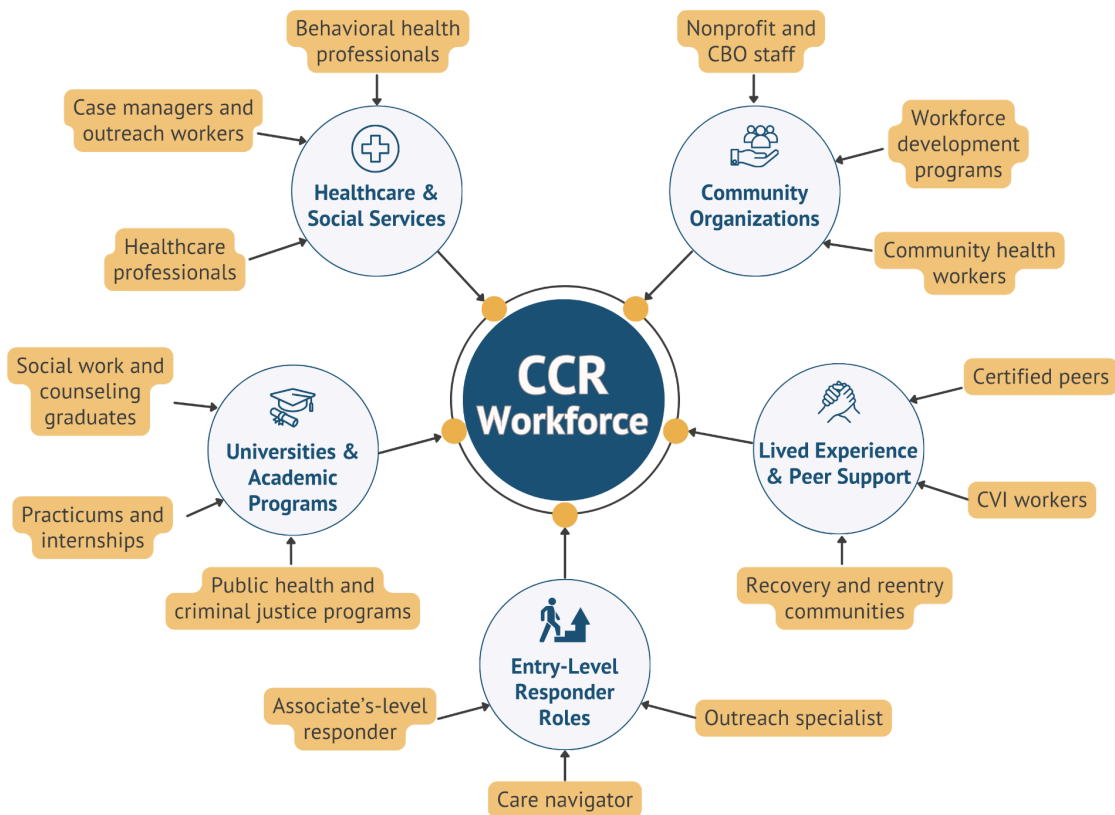 Behavioral health
professionals
Case managers and
outreach workers
Healthcare
professionals
Healthcare &
Social Services
Nonprofit and
CBO staff
Workforce
development
programs
Community health
workers
Community
Organizations
CCR
Workforce
Social work and
counseling
graduates
Practicums and
internships
Public health and
criminal justice programs
Universities &
Academic
Programs
Certified peers
CVI workers
Recovery and reentry
communities
Lived Experience
& Peer Support
Entry-Level
Responder
Roles
Associate’s-level
responder
Care navigator
Outreach specialist